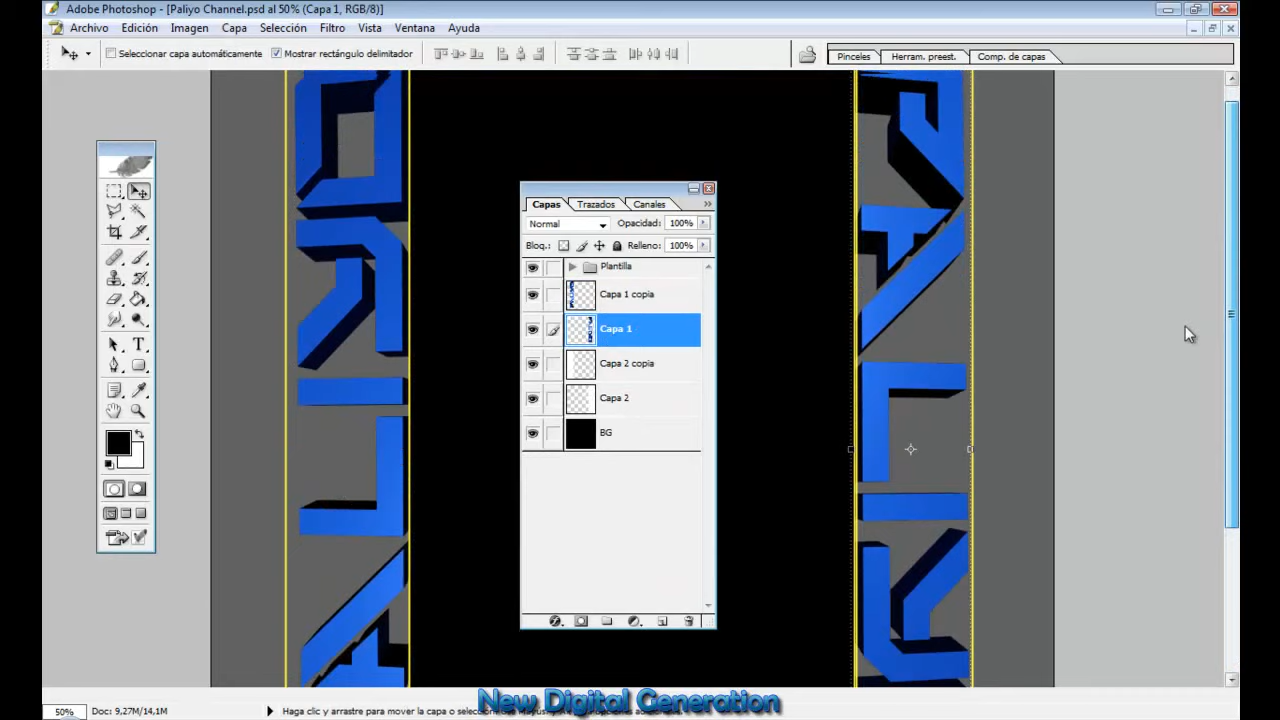 Adobe Photoshop - [Paliyo Channel.psd al 50% (Capa 1, RGB/8)]
Archivo Edición Imagen Capa Selección Filtro Vista Ventana Ayuda
Seleccionar capa automáticamente Mostrar rectángulo delimitador Pinceles Herram. preest. Comp. de capas
Capas Trazados Canales
Normal Opacidad: 100%
Bloq.: Relleno: 100%
Plantilla
Capa 1 copia
Capa 1
Capa 2 copia
Capa 2
BG
PALIYO
New Digital Generation
50% Doc: 9,27M/14,1M Haga clic y arrastre para mover la capa o